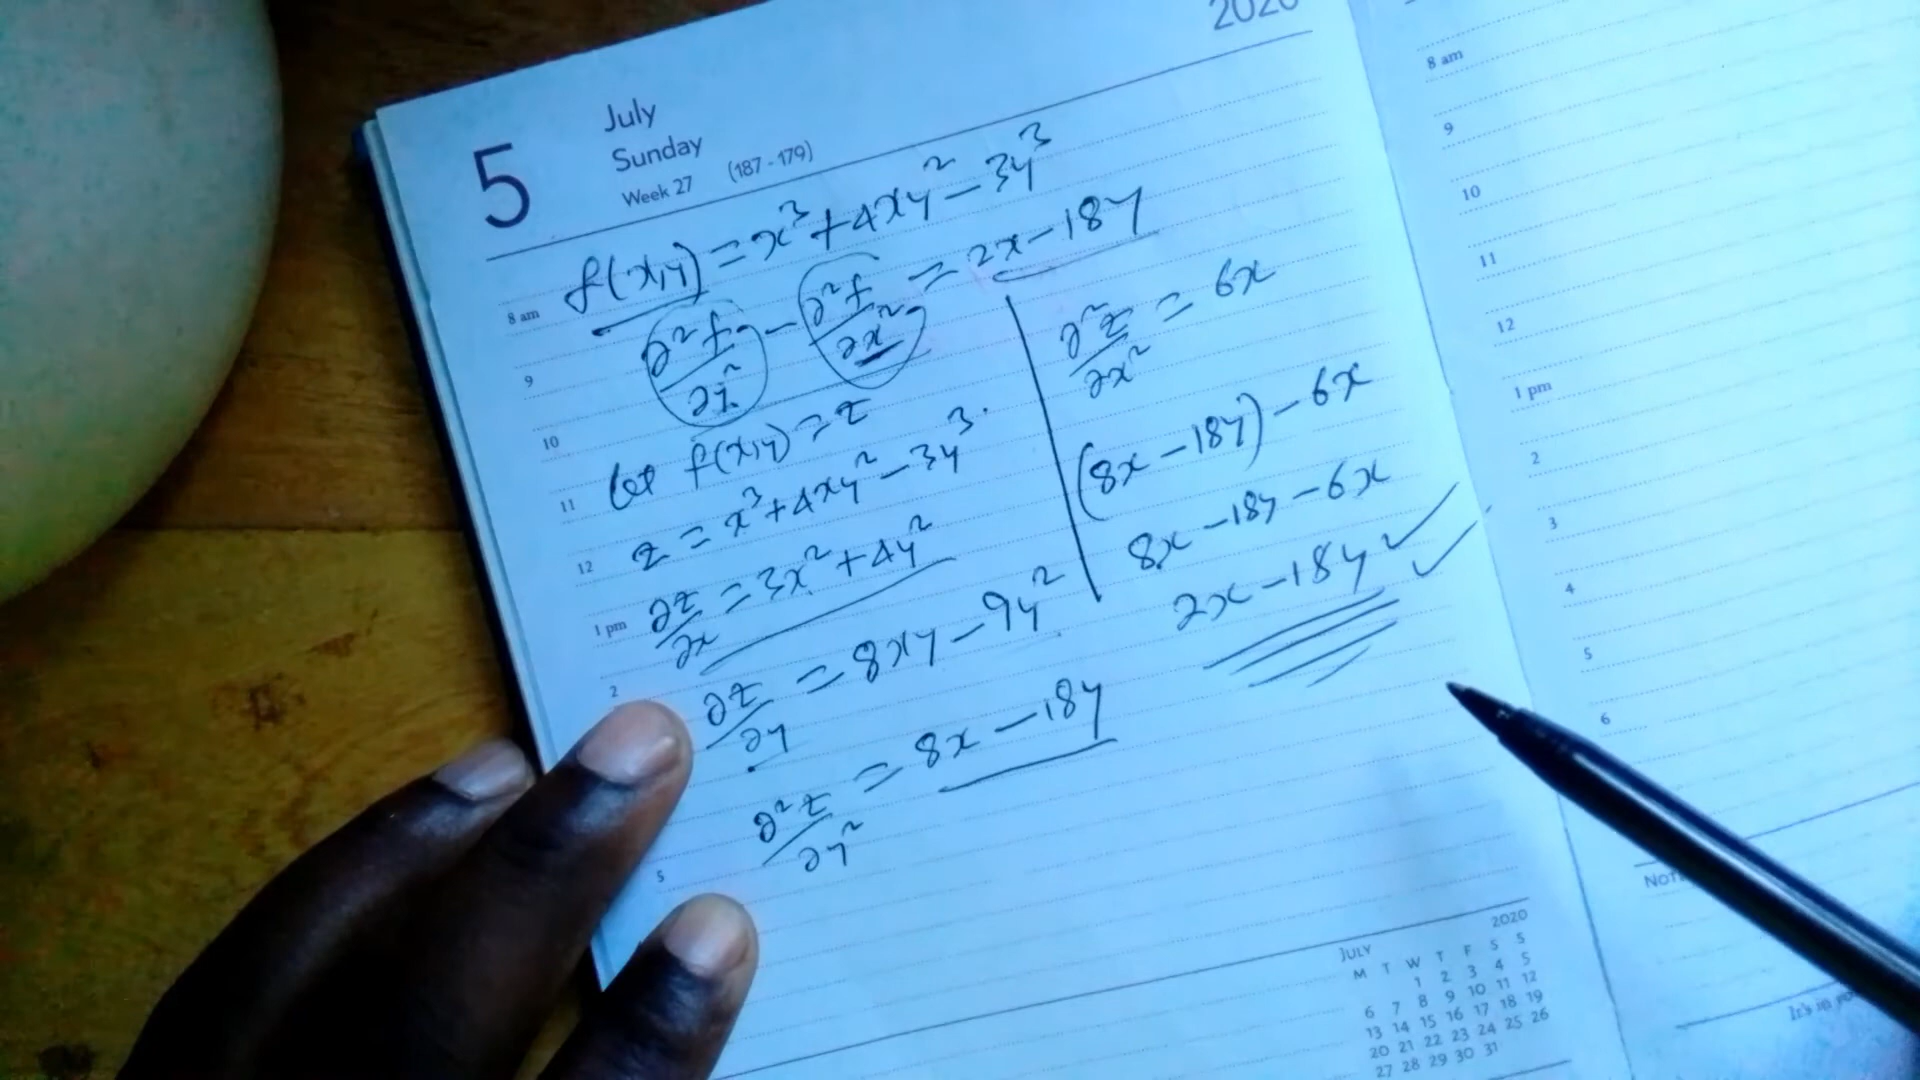 2020
5
July
Sunday
Week 27 (187 - 179)
f(x,y) = x³ + 4xy² - 3y³
∂²f/∂y² - ∂²f/∂x² = 2x - 18y
Let f(x,y) = z
z = x³ + 4xy² - 3y³.
∂z/∂x = 3x² + 4y²
∂z/∂y = 8xy - 9y²
∂²z/∂y² = 8x - 18y
∂²z/∂x² = 6x
(8x - 18y) - 6x
8x - 18y - 6x
2x - 18y ✓✓
8 am
9
10
11
12
1 pm
2
5
JULY 2020
M T W T F S S
1 2 3 4 5
6 7 8 9 10 11 12
13 14 15 16 17 18 19
20 21 22 23 24 25 26
27 28 29 30 31
8 am
9
10
11
12
1 pm
2
3
4
5
6
It's in